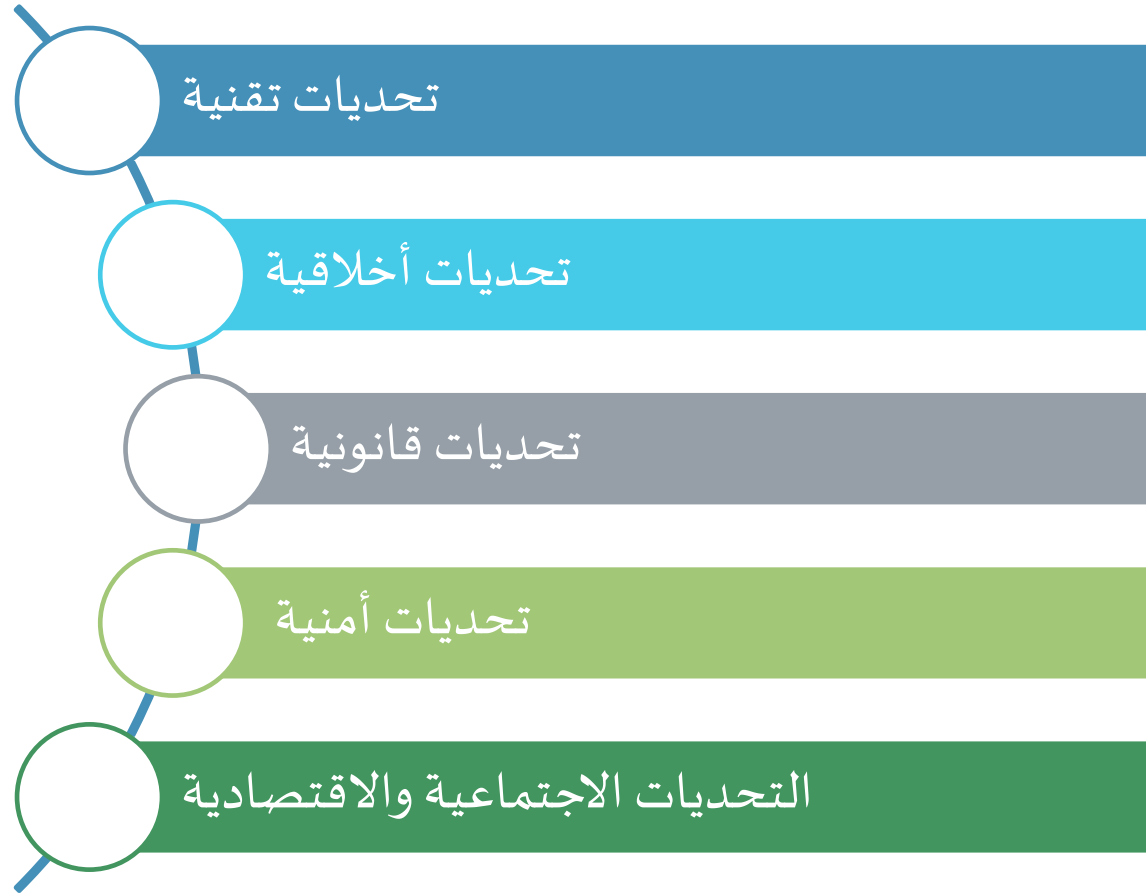 تحديات تقنية
تحديات أخلاقية
تحديات قانونية
تحديات أمنية
التحديات الاجتماعية والاقتصادية